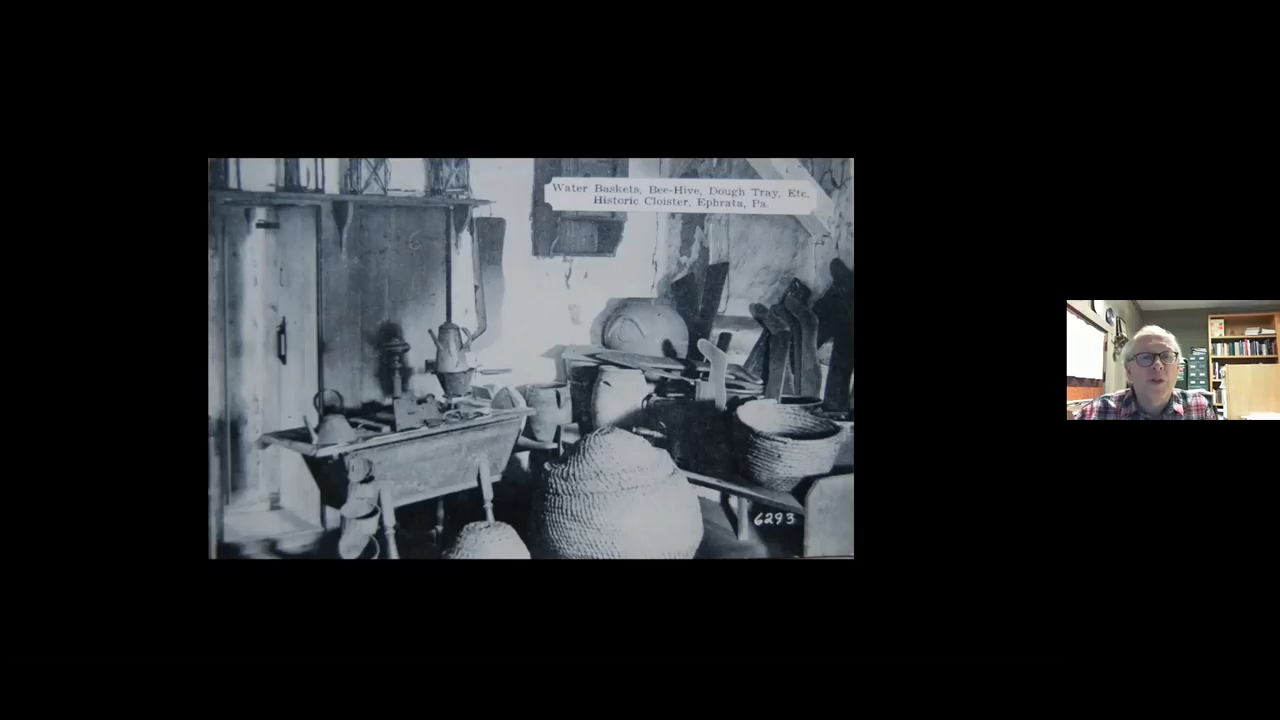 Water Baskets, Bee-Hive, Dough Tray, Etc.
Historic Cloister, Ephrata, Pa.
6293